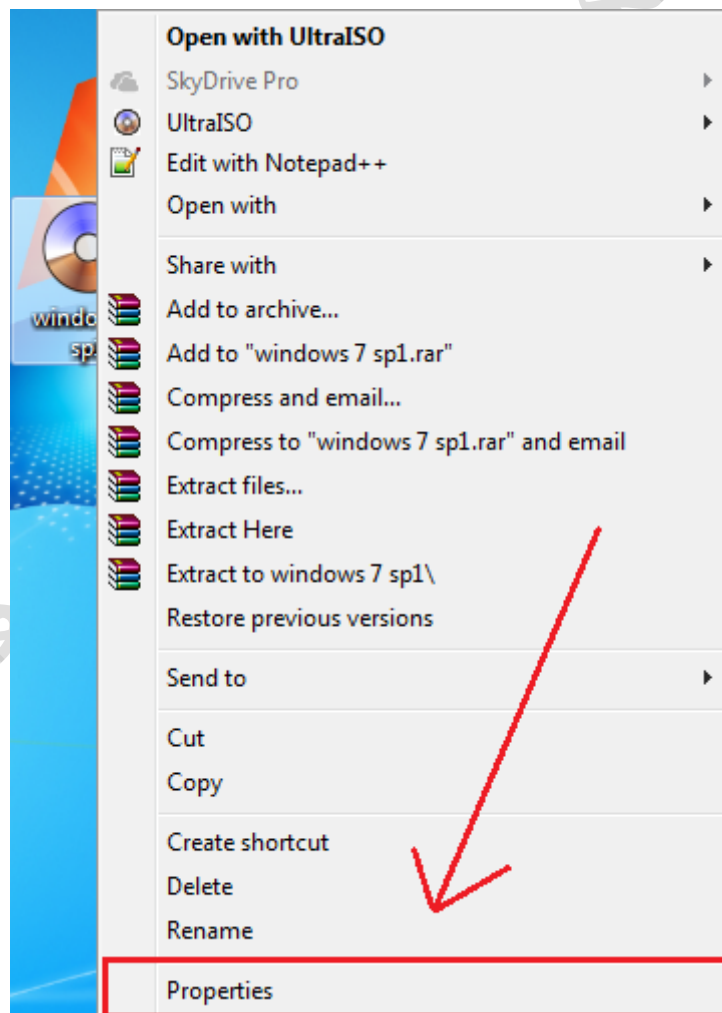 Open with UltraISO
SkyDrive Pro
UltraISO
Edit with Notepad++
Open with
Share with
Add to archive...
Add to "windows 7 sp1.rar"
Compress and email...
Compress to "windows 7 sp1.rar" and email
Extract files...
Extract Here
Extract to windows 7 sp1\
Restore previous versions
Send to
Cut
Copy
Create shortcut
Delete
Rename
Properties